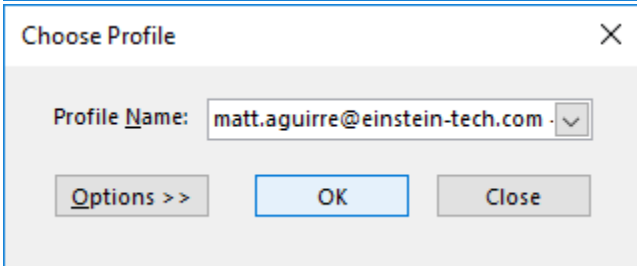 Choose Profile
Profile Name: matt.aguirre@einstein-tech.com -
Options >> OK Close